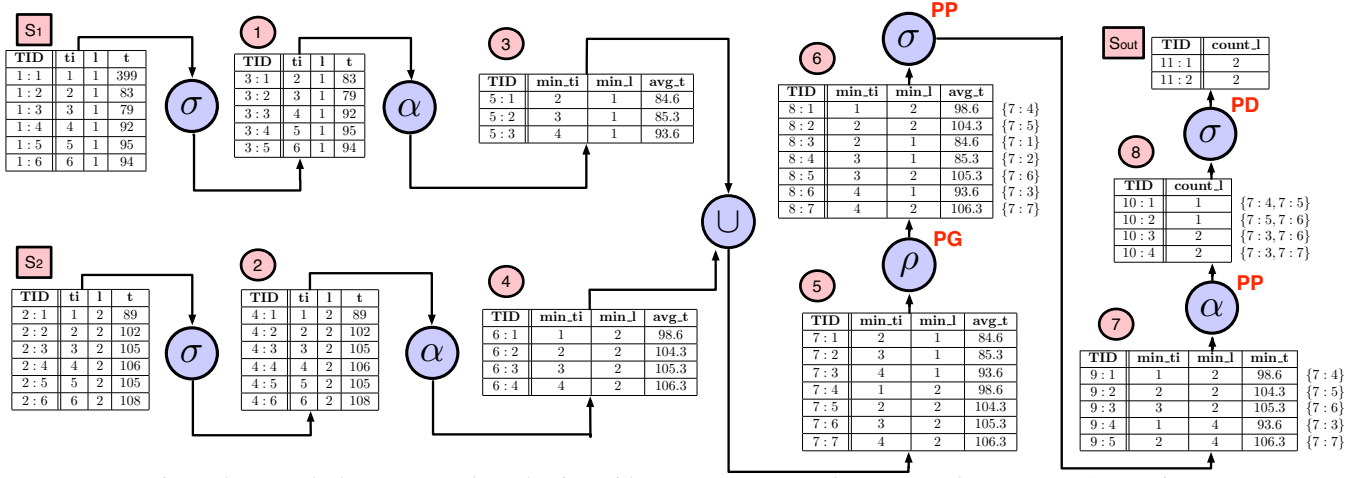 S1
TID ti l t
1 : 1 1 1 399
1 : 2 2 1 83
1 : 3 3 1 79
1 : 4 4 1 92
1 : 5 5 1 95
1 : 6 6 1 94
σ
1
TID ti l t
3 : 1 2 1 83
3 : 2 3 1 79
3 : 3 4 1 92
3 : 4 5 1 95
3 : 5 6 1 94
α
3
TID min_ti min_l avg_t
5 : 1 2 1 84.6
5 : 2 3 1 85.3
5 : 3 4 1 93.6
S2
TID ti l t
2 : 1 1 2 89
2 : 2 2 2 102
2 : 3 3 2 105
2 : 4 4 2 106
2 : 5 5 2 105
2 : 6 6 2 108
σ
2
TID ti l t
4 : 1 1 2 89
4 : 2 2 2 102
4 : 3 3 2 105
4 : 4 4 2 106
4 : 5 5 2 105
4 : 6 6 2 108
α
4
TID min_ti min_l avg_t
6 : 1 1 2 98.6
6 : 2 2 2 104.3
6 : 3 3 2 105.3
6 : 4 4 2 106.3
∪
5
TID min_ti min_l avg_t
7 : 1 2 1 84.6
7 : 2 3 1 85.3
7 : 3 4 1 93.6
7 : 4 1 2 98.6
7 : 5 2 2 104.3
7 : 6 3 2 105.3
7 : 7 4 2 106.3
ρ
PG
6
TID min_ti min_l avg_t
8 : 1 1 2 98.6 {7 : 4}
8 : 2 2 2 104.3 {7 : 5}
8 : 3 2 1 84.6 {7 : 1}
8 : 4 3 1 85.3 {7 : 2}
8 : 5 3 2 105.3 {7 : 6}
8 : 6 4 1 93.6 {7 : 3}
8 : 7 4 2 106.3 {7 : 7}
σ
PP
7
TID min_ti min_l min_t
9 : 1 1 2 98.6 {7 : 4}
9 : 2 2 2 104.3 {7 : 5}
9 : 3 3 2 105.3 {7 : 6}
9 : 4 1 4 93.6 {7 : 3}
9 : 5 2 4 106.3 {7 : 7}
α
PP
8
TID count_l
10 : 1 1 {7 : 4, 7 : 5}
10 : 2 1 {7 : 5, 7 : 6}
10 : 3 2 {7 : 3, 7 : 6}
10 : 4 2 {7 : 3, 7 : 7}
σ
PD
Sout
TID count_l
11 : 1 2
11 : 2 2